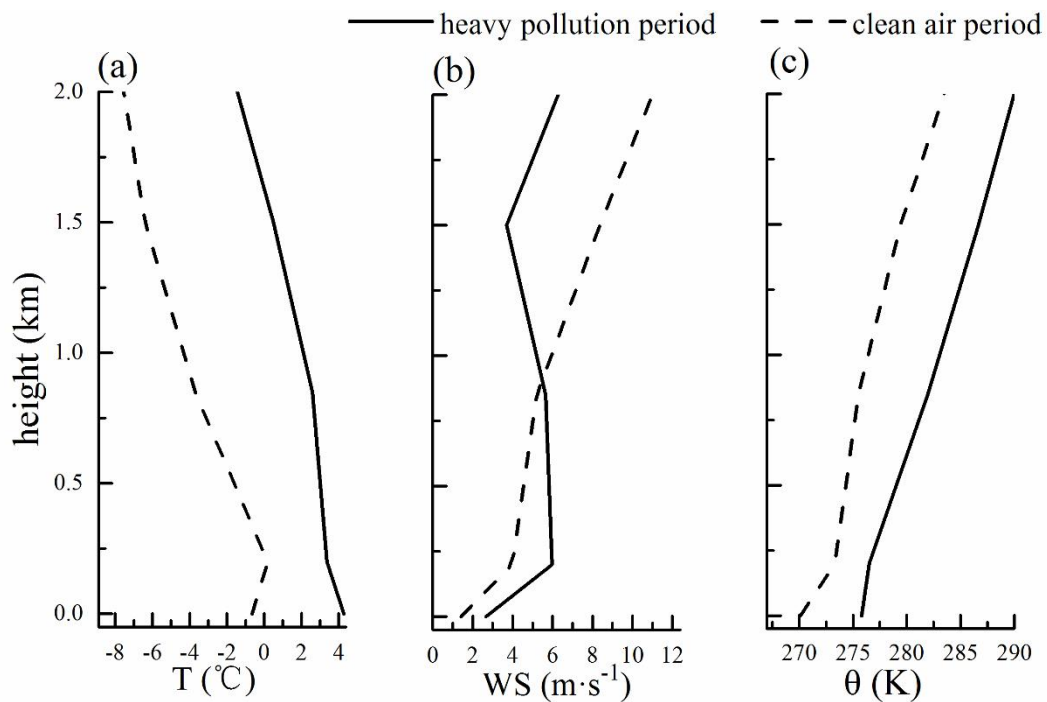 heavy pollution period clean air period
(a) (b) (c)
2.0
1.5
1.0
0.5
0.0
height (km)
-8 -6 -4 -2 0 2 4
0 2 4 6 8 10 12
270 275 280 285 290
T (℃) WS (m·s⁻¹) θ (K)